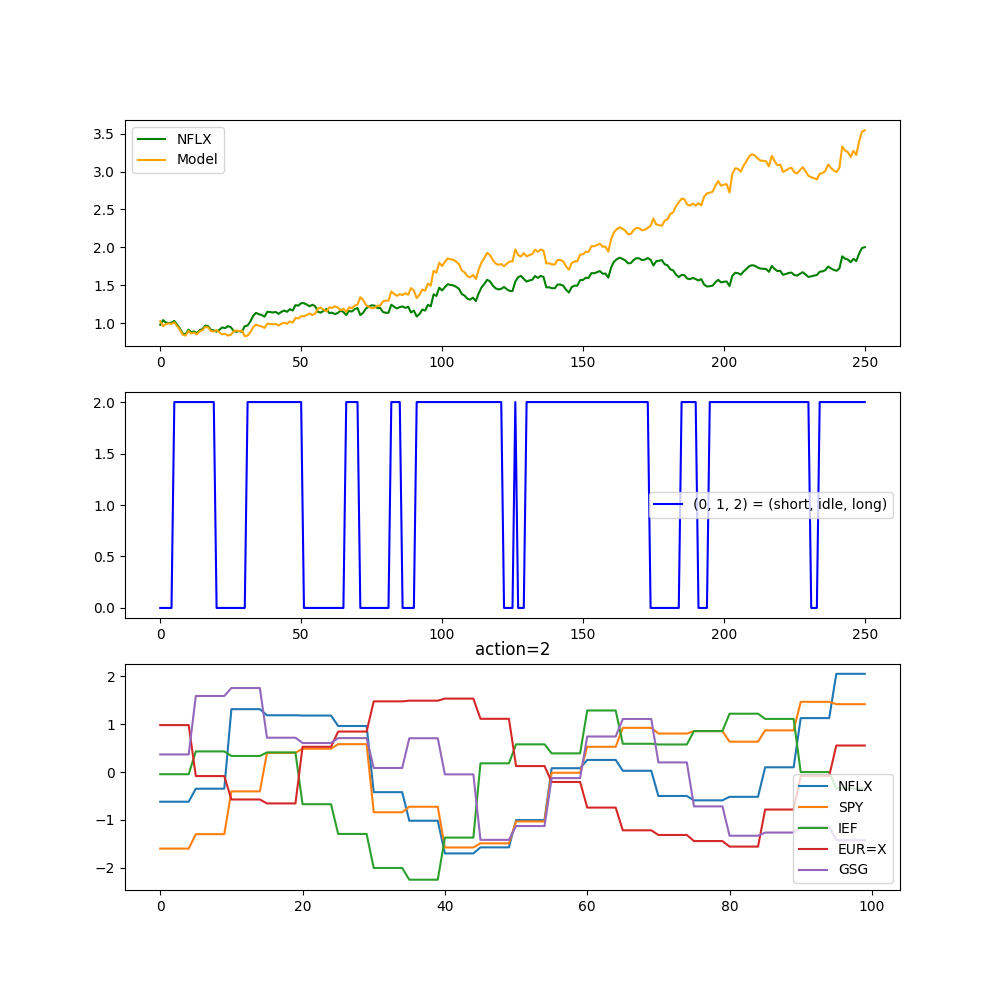 3.5
3.0
2.5
2.0
1.5
1.0
NFLX
Model
0 50 100 150 200 250
2.0
1.5
1.0
0.5
0.0
(0, 1, 2) = (short, idle, long)
0 50 100 150 200 250
action=2
2
1
0
−1
−2
NFLX
SPY
IEF
EUR=X
GSG
0 20 40 60 80 100